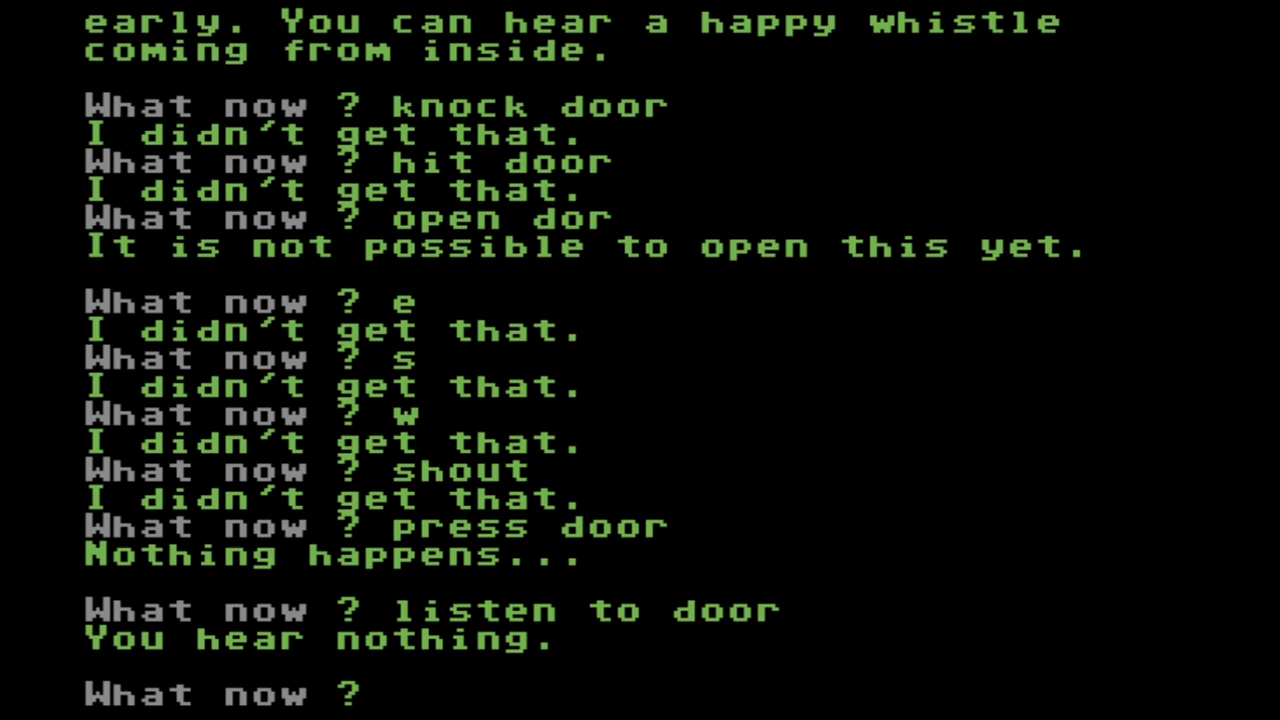 early. You can hear a happy whistle
coming from inside.
What now ? knock door
I didn't get that.
What now ? hit door
I didn't get that.
What now ? open dor
It is not possible to open this yet.
What now ? e
I didn't get that.
What now ? s
I didn't get that.
What now ? w
I didn't get that.
What now ? shout
I didn't get that.
What now ? press door
Nothing happens...
What now ? listen to door
You hear nothing.
What now ?